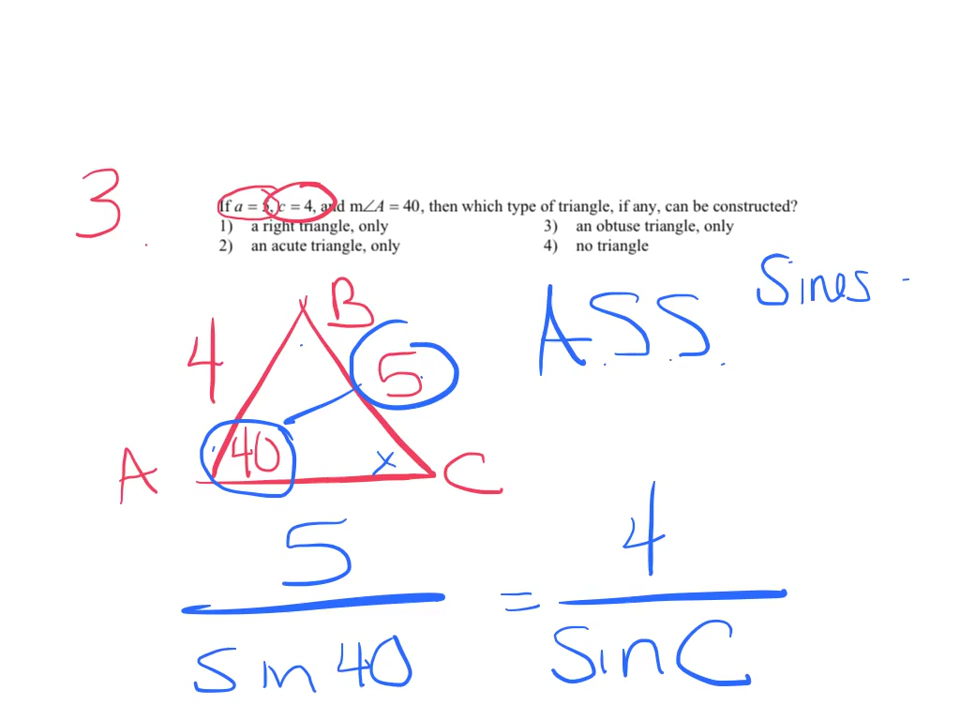 3.
If a = 5, c = 4, and m∠A = 40, then which type of triangle, if any, can be constructed?
1) a right triangle, only
3) an obtuse triangle, only
2) an acute triangle, only
4) no triangle
Sines -
A.S.S.
B
4
5
A
40
x
C
5 = 4
sin 40 sin C